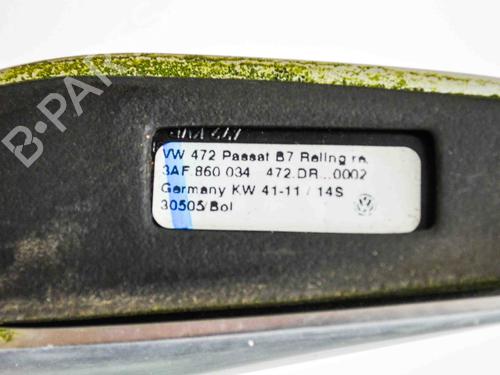 VW 472 Passat B7 Reling re.
3AF.860 034 472.DR...0002
Germany KW 41-11 / 14S
30505/Bol
B-PARTS